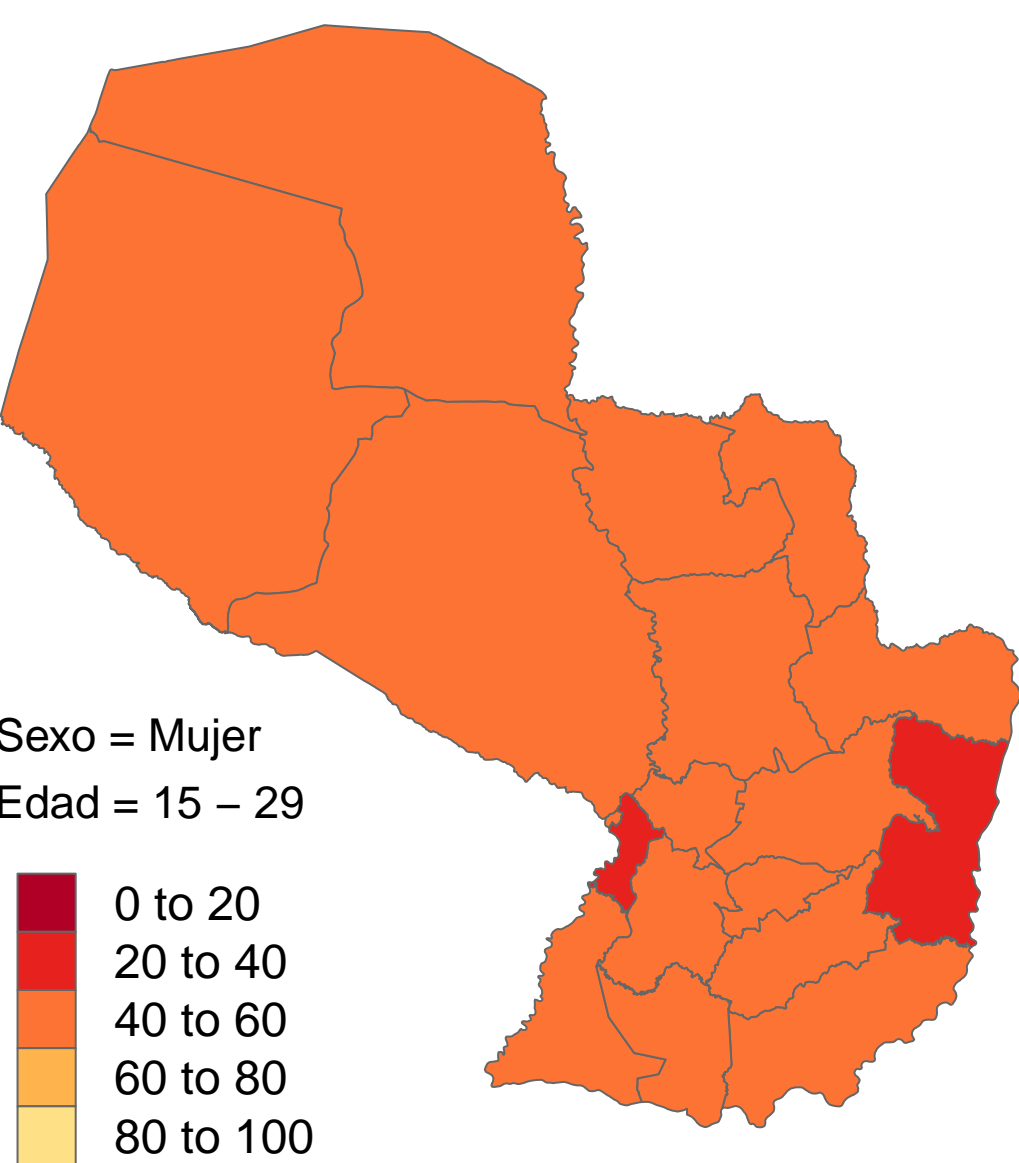 Sexo = Mujer
Edad = 15 – 29
0 to 20
20 to 40
40 to 60
60 to 80
80 to 100